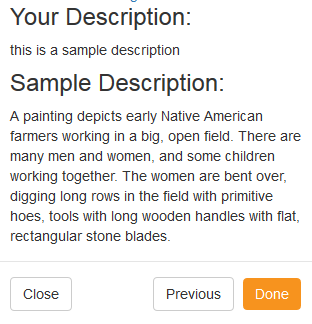 Your Description:
this is a sample description
Sample Description:
A painting depicts early Native American
farmers working in a big, open field. There are
many men and women, and some children
working together. The women are bent over,
digging long rows in the field with primitive
hoes, tools with long wooden handles with flat,
rectangular stone blades.
Close
Previous
Done